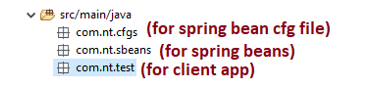 src/main/java
com.nt.cfgs (for spring bean cfg file)
com.nt.sbeans (for spring beans)
com.nt.test (for client app)